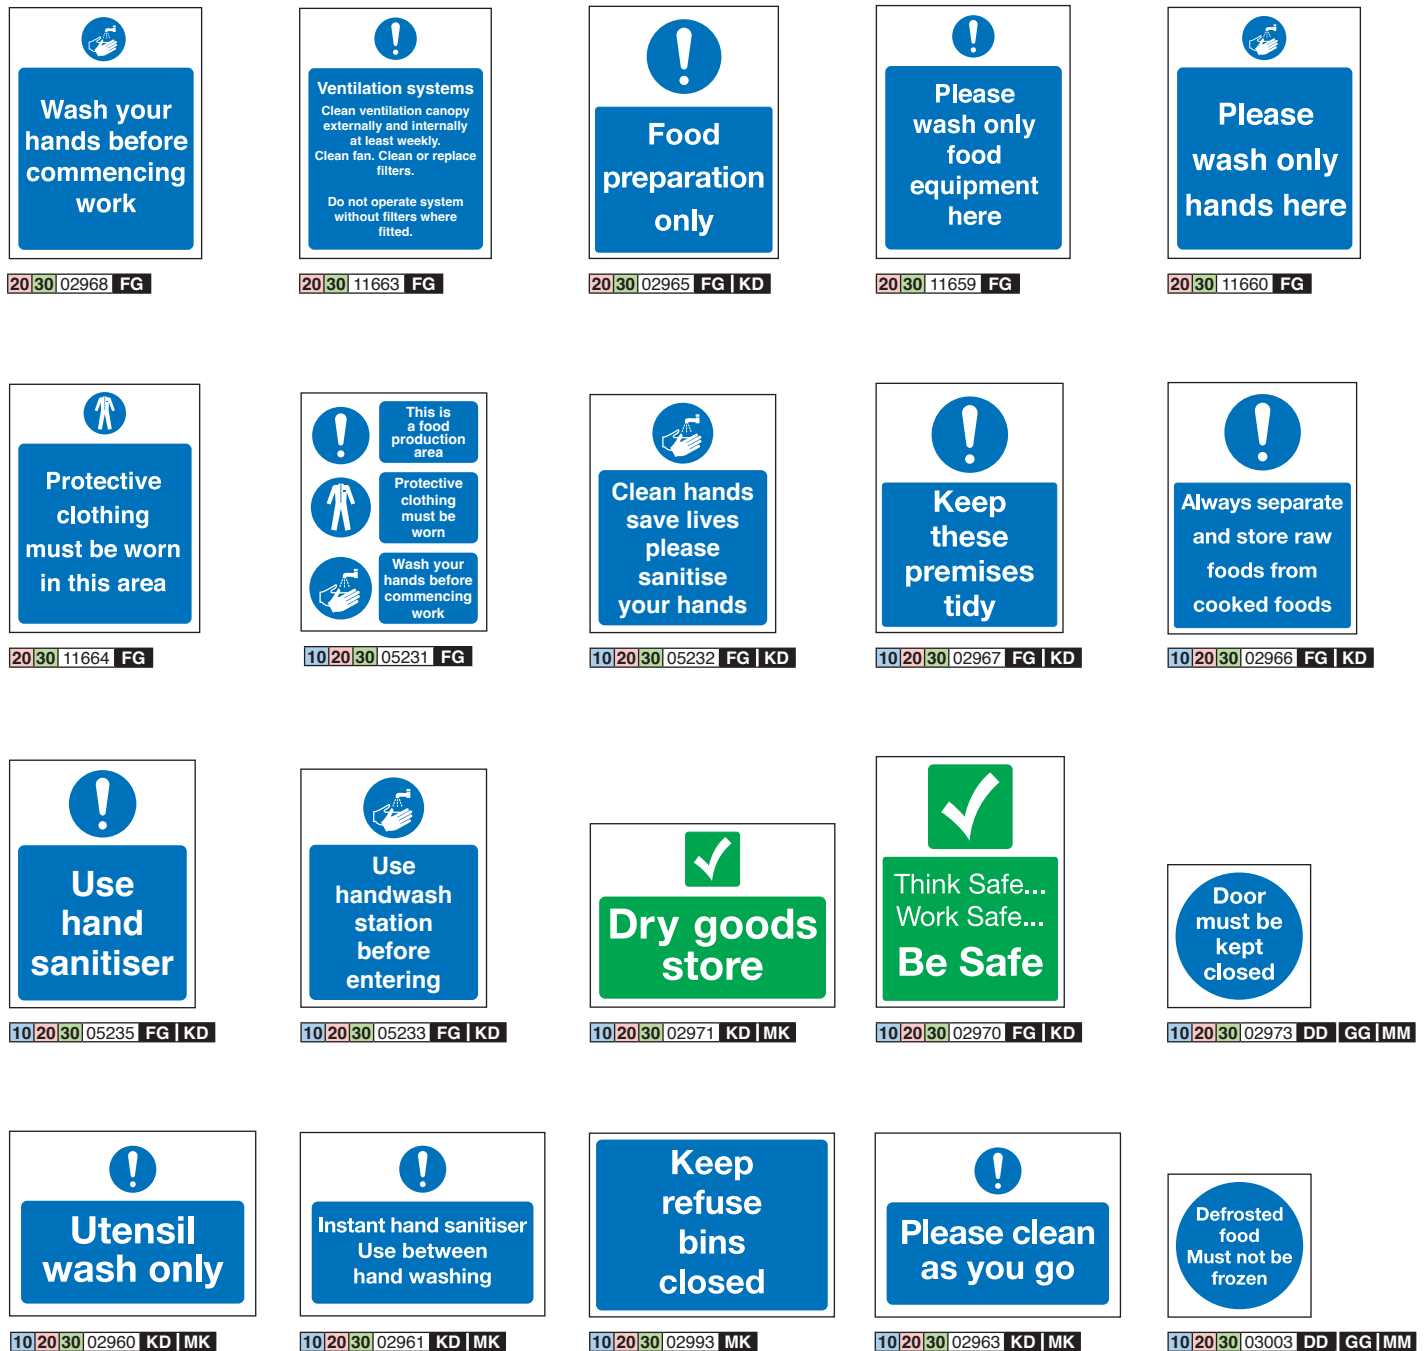 Wash your
hands before
commencing
work
20 30 02968 FG
Ventilation systems
Clean ventilation canopy
externally and internally
at least weekly.
Clean fan. Clean or replace
filters.
Do not operate system
without filters where
fitted.
20 30 11663 FG
Food
preparation
only
20 30 02965 FG KD
Please
wash only
food
equipment
here
20 30 11659 FG
Please
wash only
hands here
20 30 11660 FG
Protective
clothing
must be worn
in this area
20 30 11664 FG
This is
a food
production
area
Protective
clothing
must be
worn
Wash your
hands before
commencing
work
10 20 30 05231 FG
Clean hands
save lives
please
sanitise
your hands
10 20 30 05232 FG KD
Keep
these
premises
tidy
10 20 30 02967 FG KD
Always separate
and store raw
foods from
cooked foods
10 20 30 02966 FG KD
Use
hand
sanitiser
10 20 30 05235 FG KD
Use
handwash
station
before
entering
10 20 30 05233 FG KD
Dry goods
store
10 20 30 02971 KD MK
Think Safe...
Work Safe...
Be Safe
10 20 30 02970 FG KD
Door
must be
kept
closed
10 20 30 02973 DD GG MM
Utensil
wash only
10 20 30 02960 KD MK
Instant hand sanitiser
Use between
hand washing
10 20 30 02961 KD MK
Keep
refuse
bins
closed
10 20 30 02993 MK
Please clean
as you go
10 20 30 02963 KD MK
Defrosted
food
Must not be
frozen
10 20 30 03003 DD GG MM